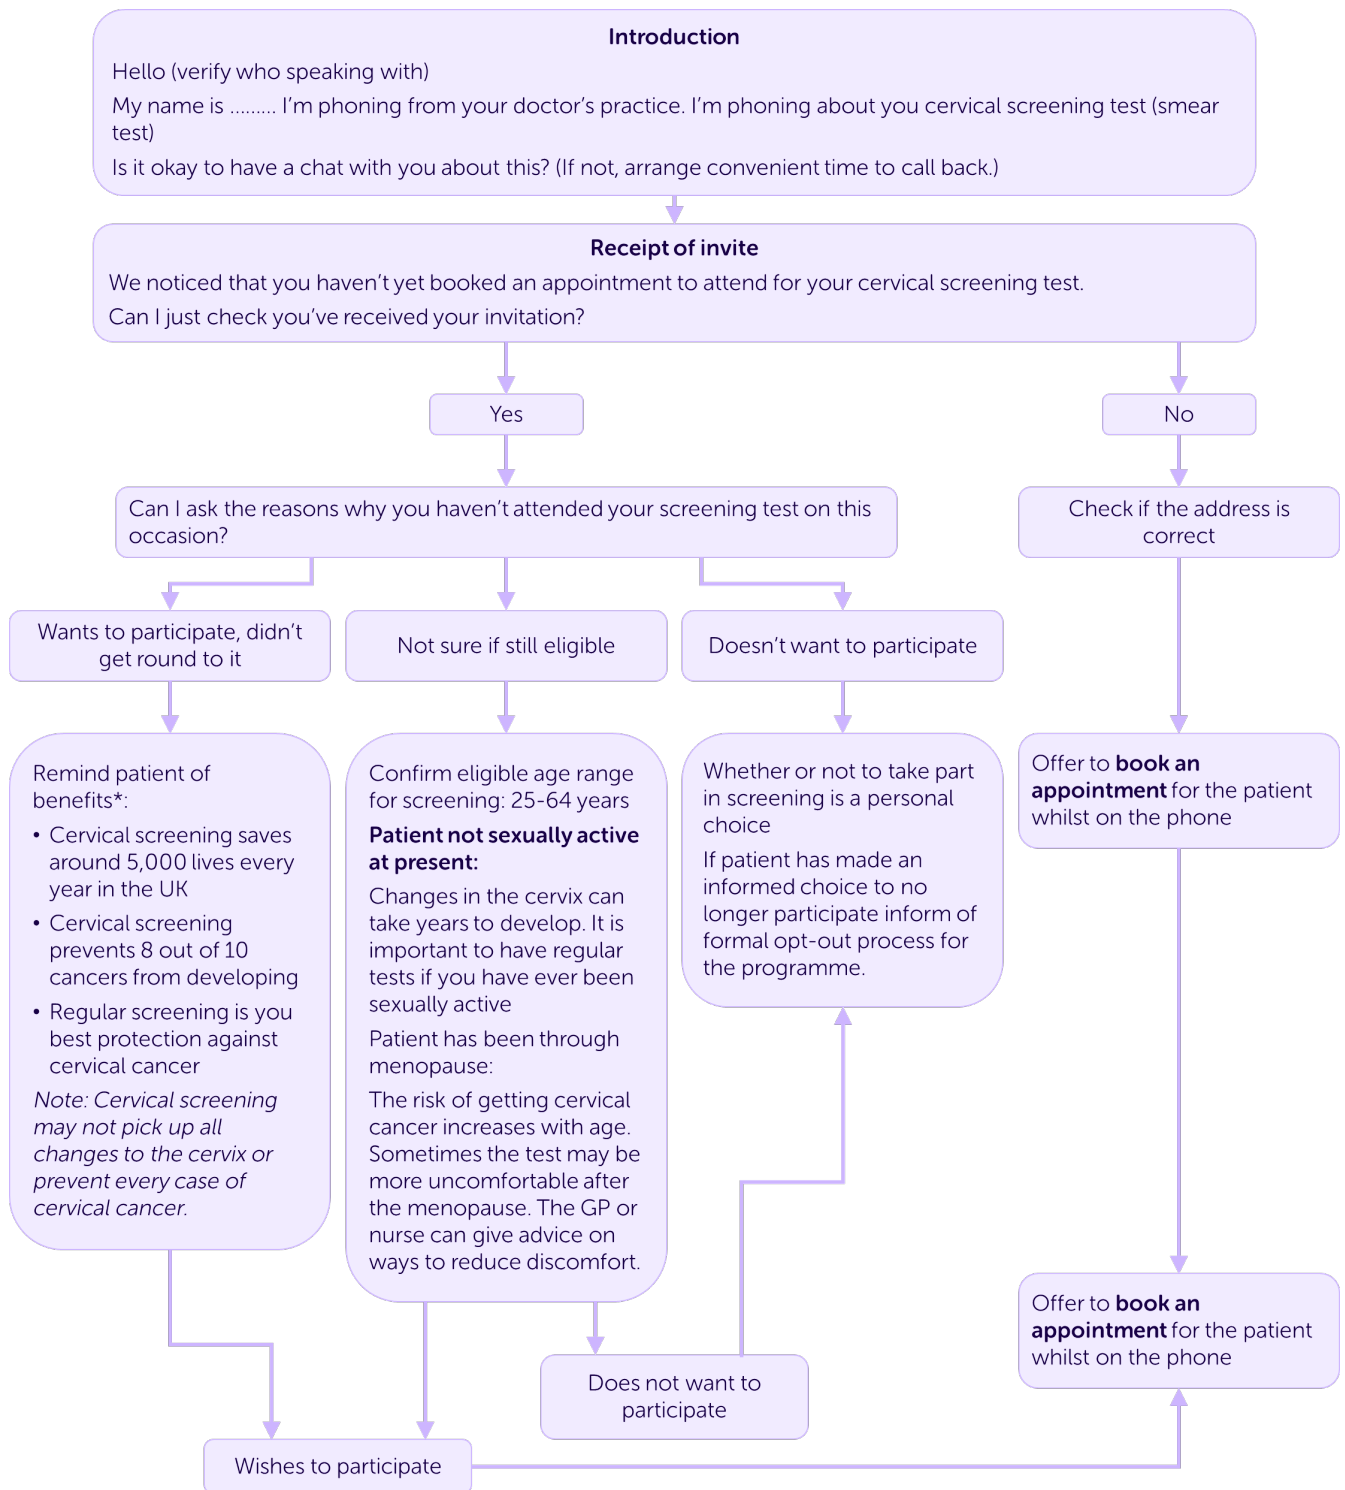 Introduction
Hello (verify who speaking with)
My name is ......... I’m phoning from your doctor’s practice. I’m phoning about you cervical screening test (smear
test)
Is it okay to have a chat with you about this? (If not, arrange convenient time to call back.)
Receipt of invite
We noticed that you haven’t yet booked an appointment to attend for your cervical screening test.
Can I just check you’ve received your invitation?
Yes
No
Can I ask the reasons why you haven’t attended your screening test on this
occasion?
Check if the address is
correct
Wants to participate, didn’t
get round to it
Not sure if still eligible
Doesn’t want to participate
Remind patient of
benefits*:
• Cervical screening saves
around 5,000 lives every
year in the UK
• Cervical screening
prevents 8 out of 10
cancers from developing
• Regular screening is you
best protection against
cervical cancer
Note: Cervical screening
may not pick up all
changes to the cervix or
prevent every case of
cervical cancer.
Confirm eligible age range
for screening: 25-64 years
Patient not sexually active
at present:
Changes in the cervix can
take years to develop. It is
important to have regular
tests if you have ever been
sexually active
Patient has been through
menopause:
The risk of getting cervical
cancer increases with age.
Sometimes the test may be
more uncomfortable after
the menopause. The GP or
nurse can give advice on
ways to reduce discomfort.
Whether or not to take part
in screening is a personal
choice
If patient has made an
informed choice to no
longer participate inform of
formal opt-out process for
the programme.
Offer to book an
appointment for the patient
whilst on the phone
Offer to book an
appointment for the patient
whilst on the phone
Does not want to
participate
Wishes to participate